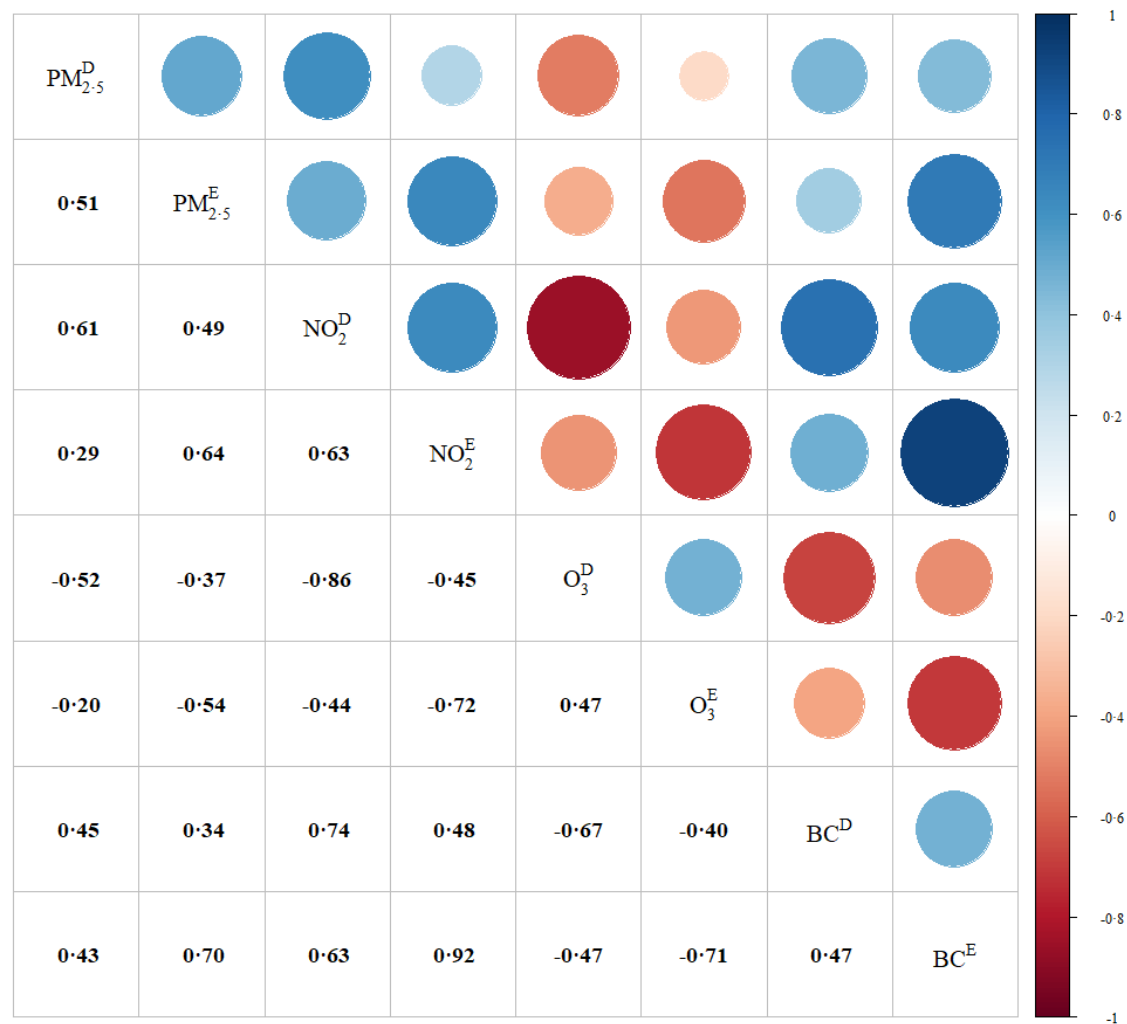 PM₂·₅ᴰ
0·51 PM₂·₅ᴱ
0·61 0·49 NO₂ᴰ
0·29 0·64 0·63 NO₂ᴱ
-0·52 -0·37 -0·86 -0·45 O₃ᴰ
-0·20 -0·54 -0·44 -0·72 0·47 O₃ᴱ
0·45 0·34 0·74 0·48 -0·67 -0·40 BCᴰ
0·43 0·70 0·63 0·92 -0·47 -0·71 0·47 BCᴱ
1
0·8
0·6
0·4
0·2
0
-0·2
-0·4
-0·6
-0·8
-1